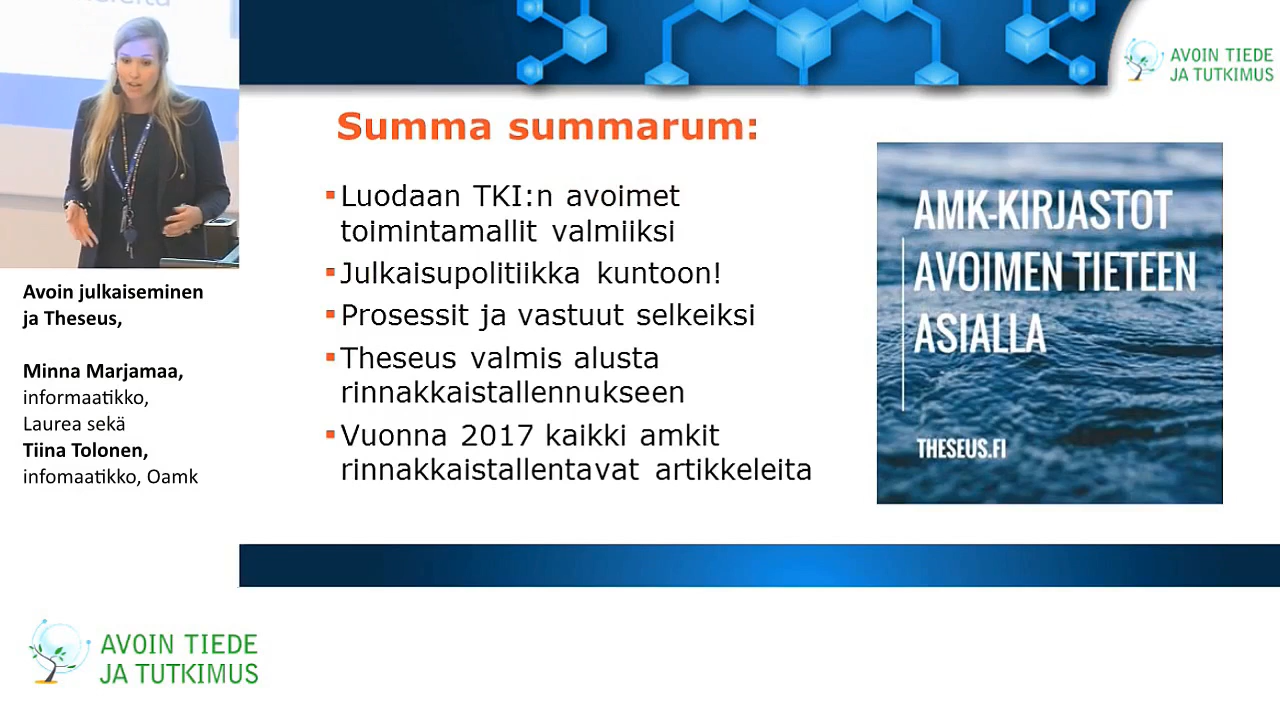 AVOIN TIEDE
JA TUTKIMUS
Summa summarum:
Luodaan TKI:n avoimet
toimintamallit valmiiksi
Julkaisupolitiikka kuntoon!
Prosessit ja vastuut selkeiksi
Theseus valmis alusta
rinnakkaistallennukseen
Vuonna 2017 kaikki amkit
rinnakkaistallentavat artikkeleita
AMK-KIRJASTOT
AVOIMEN TIETEEN
ASIALLA
THESEUS.FI
Avoin julkaiseminen
ja Theseus,
Minna Marjamaa,
informaatikko,
Laurea sekä
Tiina Tolonen,
infomaatikko, Oamk
AVOIN TIEDE
JA TUTKIMUS